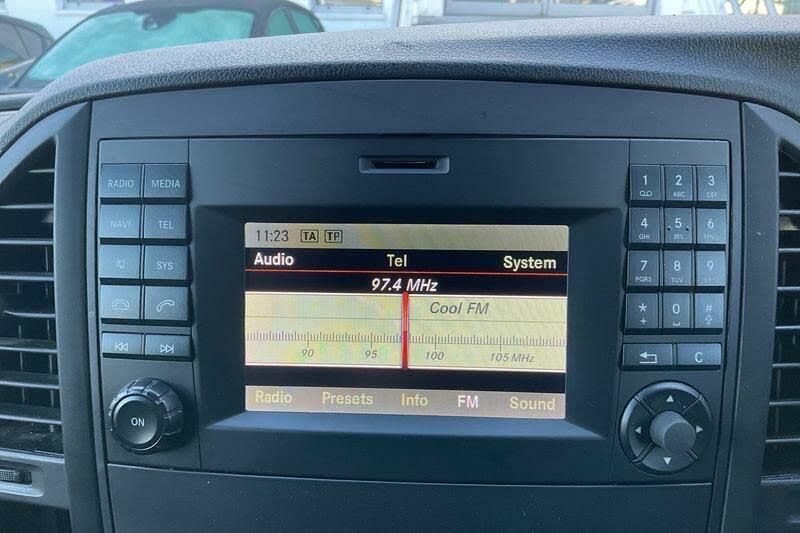 RADIO MEDIA
NAVI TEL
SYS
ON
11:23 TA TP
Audio Tel System
97.4 MHz
Cool FM
90 95 100 105 MHz
Radio Presets Info FM Sound
1 2 ABC 3 DEF
4 GHI 5 JKL 6 MNO
7 PQRS 8 TUV 9 WXYZ
* + 0 #
C